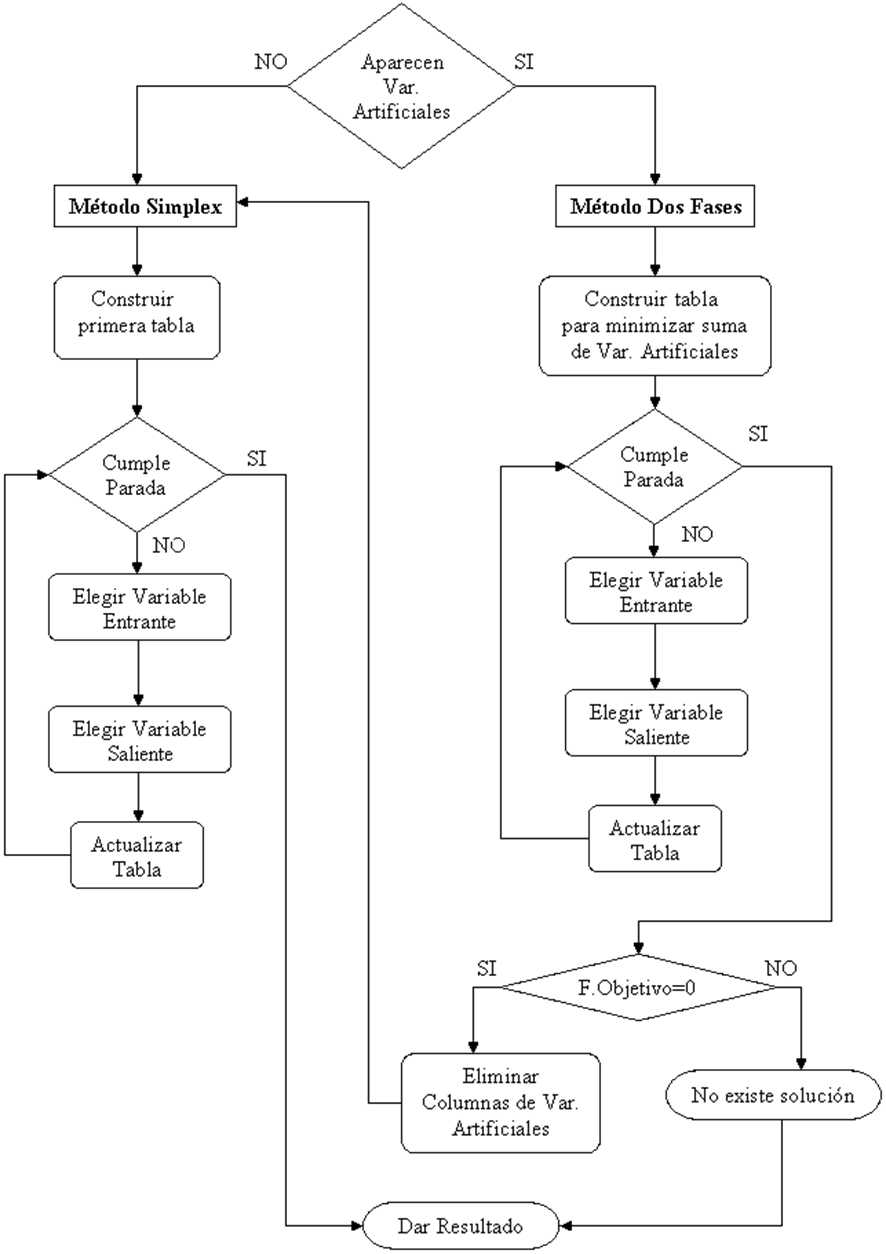 NO
Aparecen
Var.
Artificiales
SI
Método Simplex
Método Dos Fases
Construir
primera tabla
Construir tabla
para minimizar suma
de Var. Artificiales
Cumple
Parada
SI
NO
Elegir Variable
Entrante
Elegir Variable
Saliente
Actualizar
Tabla
Cumple
Parada
SI
NO
Elegir Variable
Entrante
Elegir Variable
Saliente
Actualizar
Tabla
SI
F.Objetivo=0
NO
Eliminar
Columnas de Var.
Artificiales
No existe solución
Dar Resultado